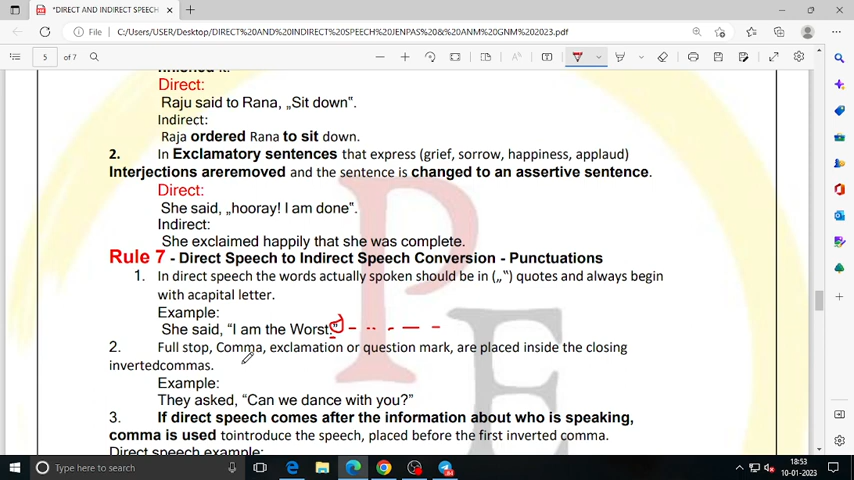 *DIRECT AND INDIRECT SPEECH
File C:/Users/USER/Desktop/DIRECT%20AND%20INDIRECT%20SPEECH%20JENPAS%20&%20ANM%20GNM%202023.pdf
5 of 7
finished it.
Direct:
Raju said to Rana, „Sit down‟.
Indirect:
Raja ordered Rana to sit down.
2. In Exclamatory sentences that express (grief, sorrow, happiness, applaud)
Interjections areremoved and the sentence is changed to an assertive sentence.
Direct:
She said, „hooray! I am done‟.
Indirect:
She exclaimed happily that she was complete.
Rule 7 - Direct Speech to Indirect Speech Conversion - Punctuations
1. In direct speech the words actually spoken should be in („‟) quotes and always begin
with acapital letter.
Example:
She said, “I am the Worst.”
2. Full stop, Comma, exclamation or question mark, are placed inside the closing
invertedcommas.
Example:
They asked, “Can we dance with you?”
3. If direct speech comes after the information about who is speaking,
comma is used tointroduce the speech, placed before the first inverted comma.
Direct speech example:
PE
Type here to search
18:53
10-01-2023